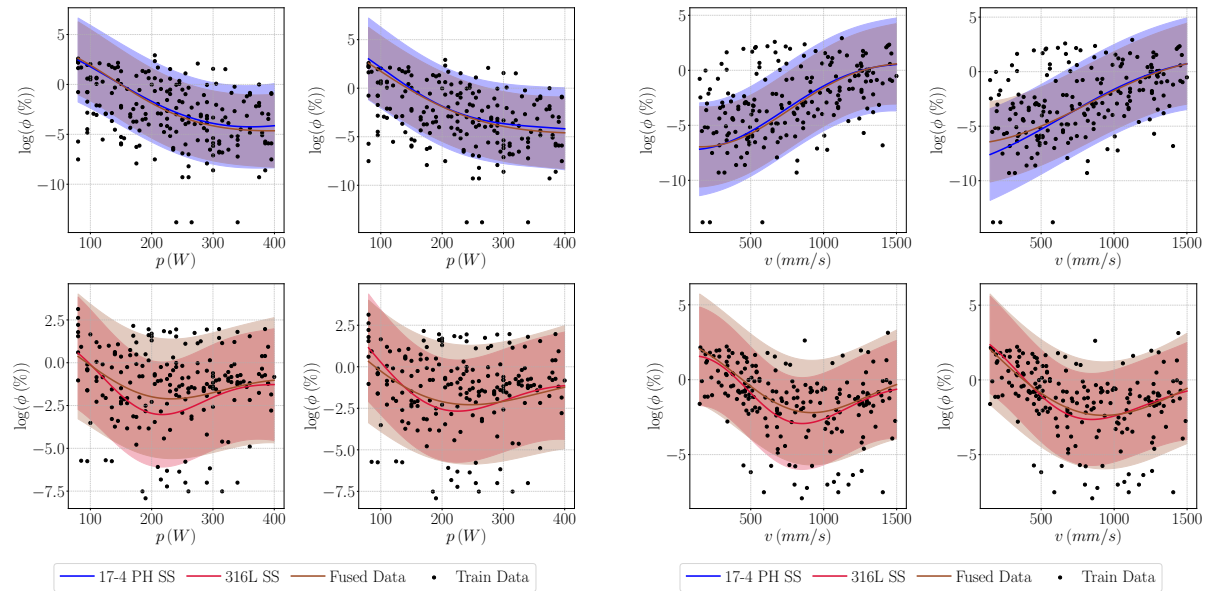 5
0
−5
−10
log(ϕ (%))
100 200 300 400
p (W)
5
0
−5
−10
log(ϕ (%))
100 200 300 400
p (W)
5
0
−5
−10
log(ϕ (%))
500 1000 1500
v (mm/s)
5
0
−5
−10
log(ϕ (%))
500 1000 1500
v (mm/s)
2.5
0.0
−2.5
−5.0
−7.5
log(ϕ (%))
100 200 300 400
p (W)
2.5
0.0
−2.5
−5.0
−7.5
log(ϕ (%))
100 200 300 400
p (W)
5
0
−5
log(ϕ (%))
500 1000 1500
v (mm/s)
5
0
−5
log(ϕ (%))
500 1000 1500
v (mm/s)
17-4 PH SS 316L SS Fused Data Train Data
17-4 PH SS 316L SS Fused Data Train Data